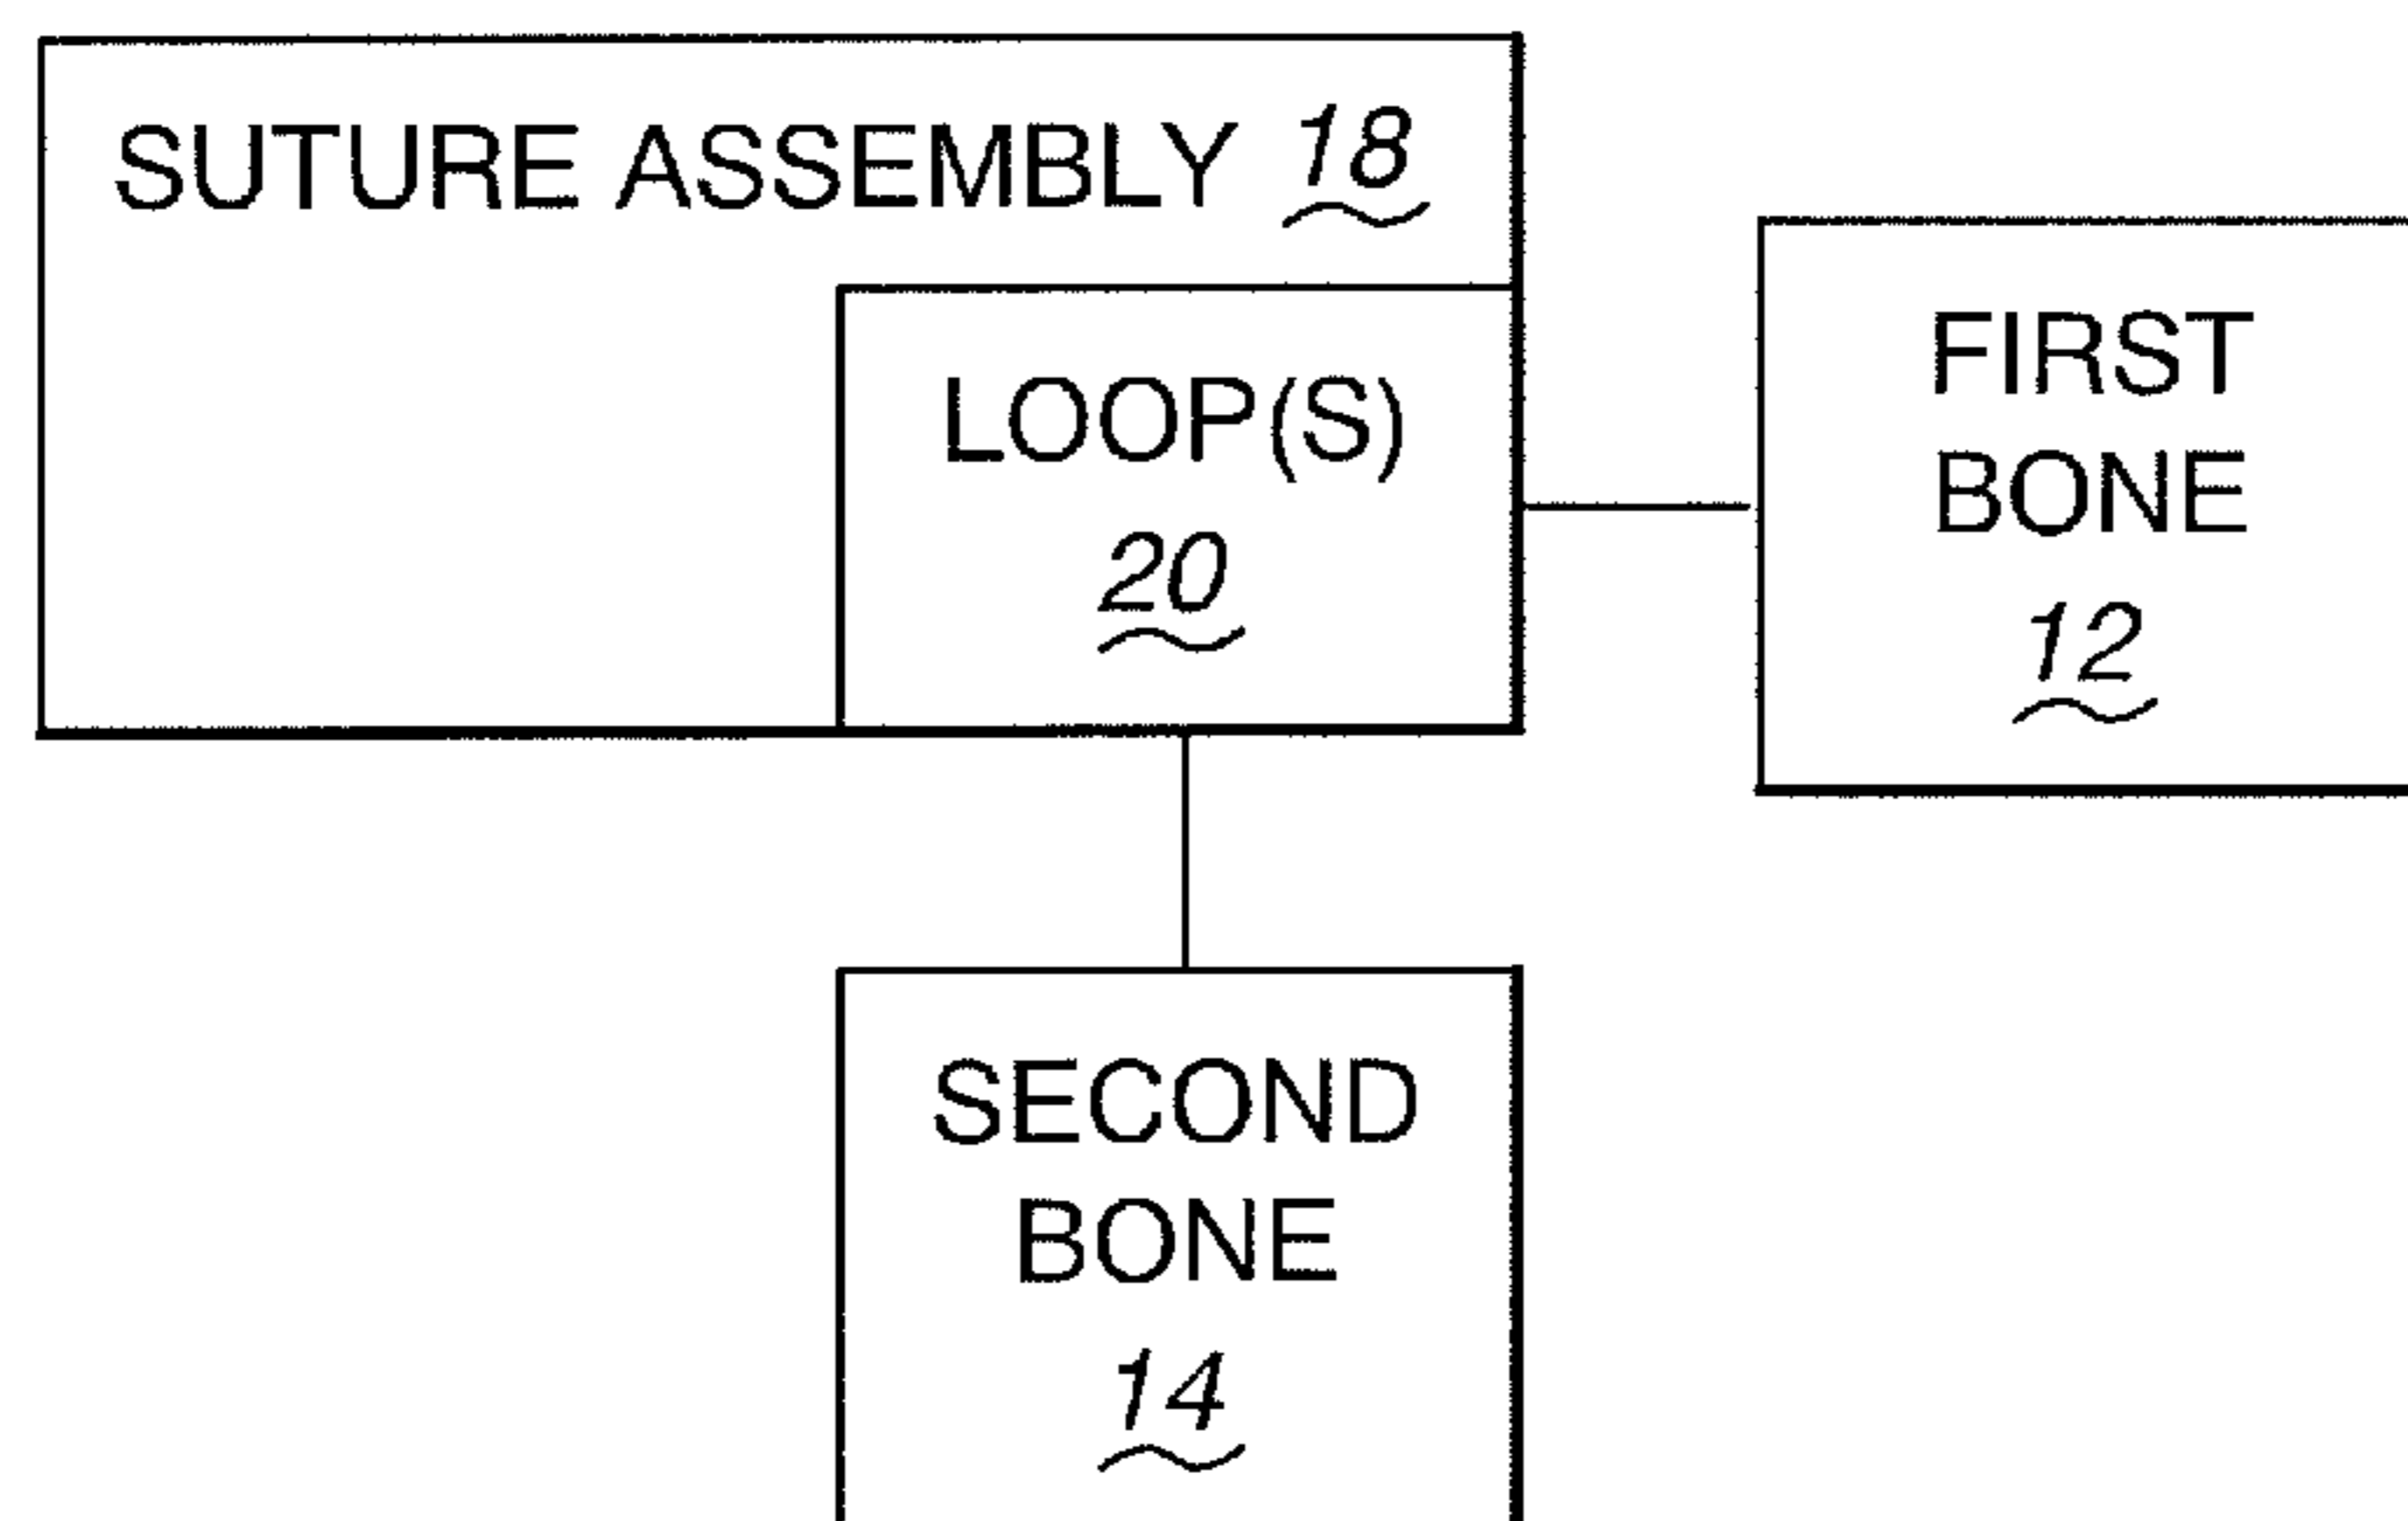 SUTURE ASSEMBLY 18
LOOP(S)
20
FIRST
BONE
12
SECOND
BONE
14